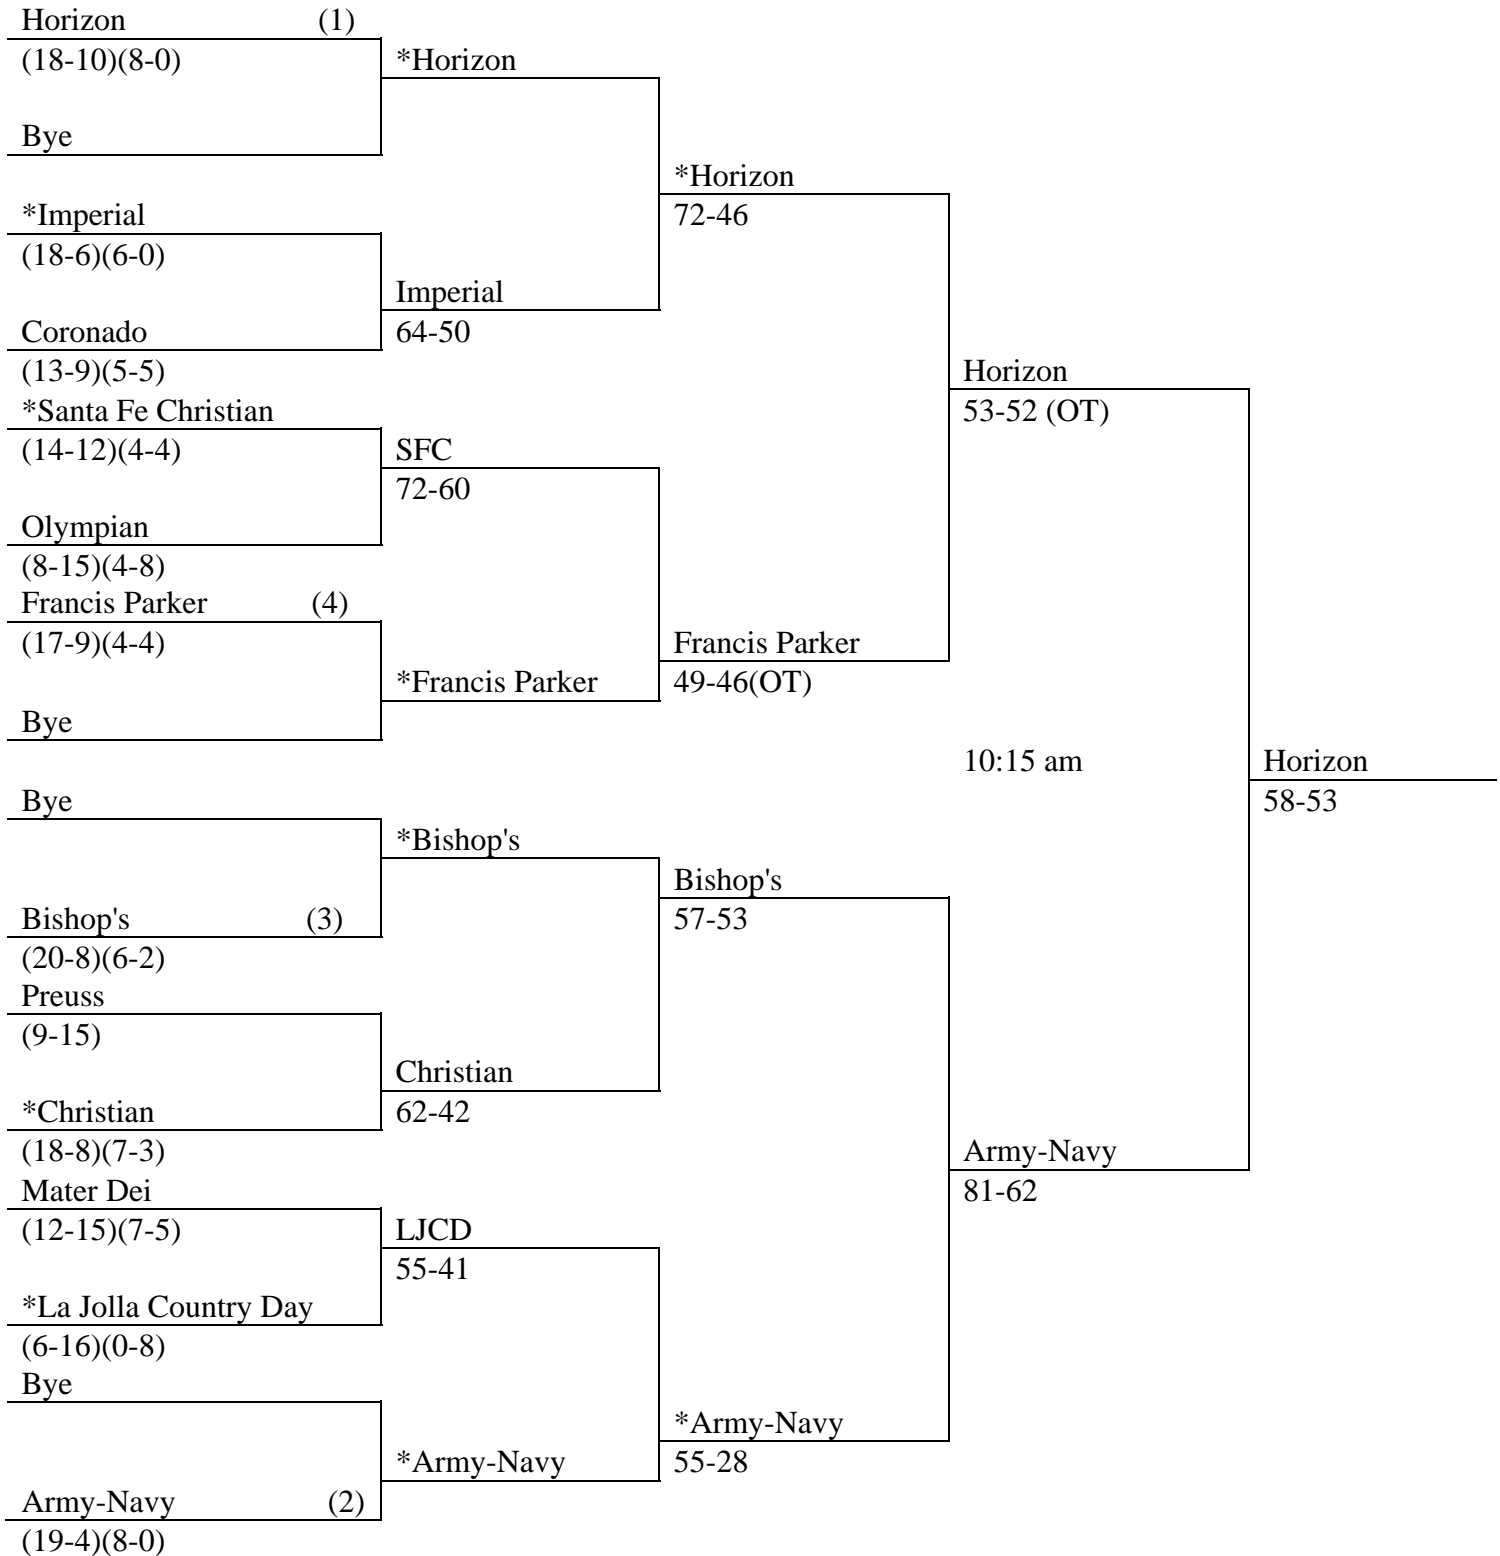 Horizon (1)
(18-10)(8-0)
*Horizon
Bye
*Horizon
72-46
*Imperial
(18-6)(6-0)
Imperial
64-50
Coronado
(13-9)(5-5)
Horizon
53-52 (OT)
*Santa Fe Christian
(14-12)(4-4)
SFC
72-60
Olympian
(8-15)(4-8)
Francis Parker (4)
(17-9)(4-4)
Francis Parker
49-46(OT)
*Francis Parker
Bye
10:15 am
Horizon
58-53
Bye
*Bishop's
Bishop's
57-53
Bishop's (3)
(20-8)(6-2)
Preuss
(9-15)
Christian
62-42
*Christian
(18-8)(7-3)
Army-Navy
81-62
Mater Dei
(12-15)(7-5)
LJCD
55-41
*La Jolla Country Day
(6-16)(0-8)
Bye
*Army-Navy
55-28
*Army-Navy
Army-Navy (2)
(19-4)(8-0)